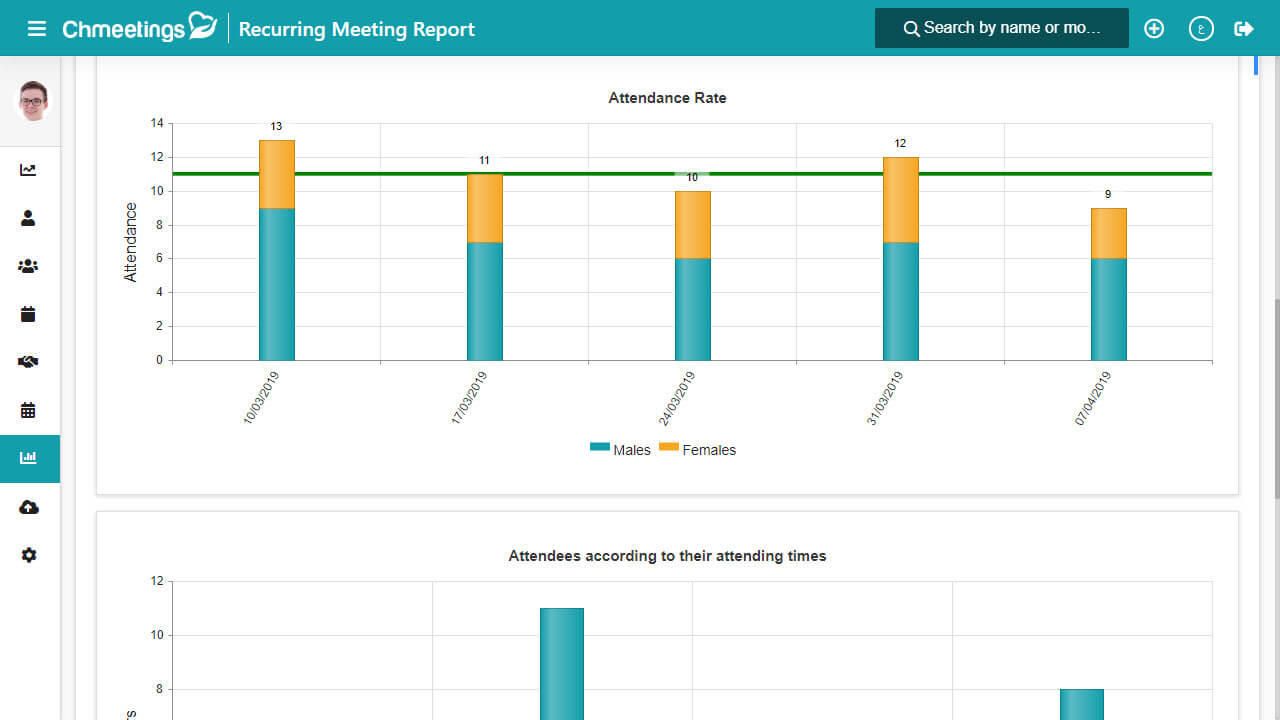 Chmeetings
Recurring Meeting Report
Search by name or mo...
ع
Attendance Rate
14
12
10
8
6
4
2
0
Attendance
13
11
10
12
9
10/03/2019
17/03/2019
24/03/2019
31/03/2019
07/04/2019
Males Females
Attendees according to their attending times
12
10
8